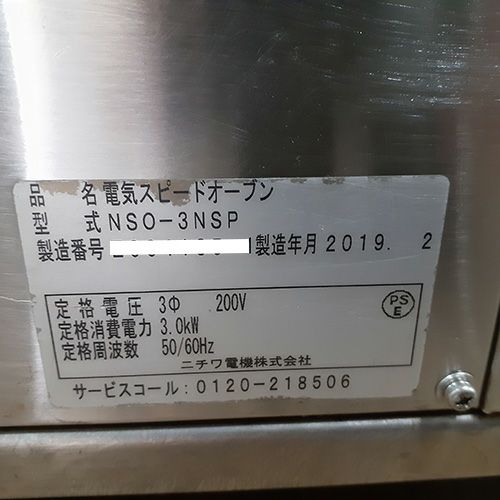 品 名 電気スピードオーブン
型 式 NSO-3NSP
製造番号 製造年月 2019. 2
定格電圧 3Φ 200V
定格消費電力 3.0kW
定格周波数 50/60Hz
PS
E
ニチワ電機株式会社
サービスコール:0120-218506